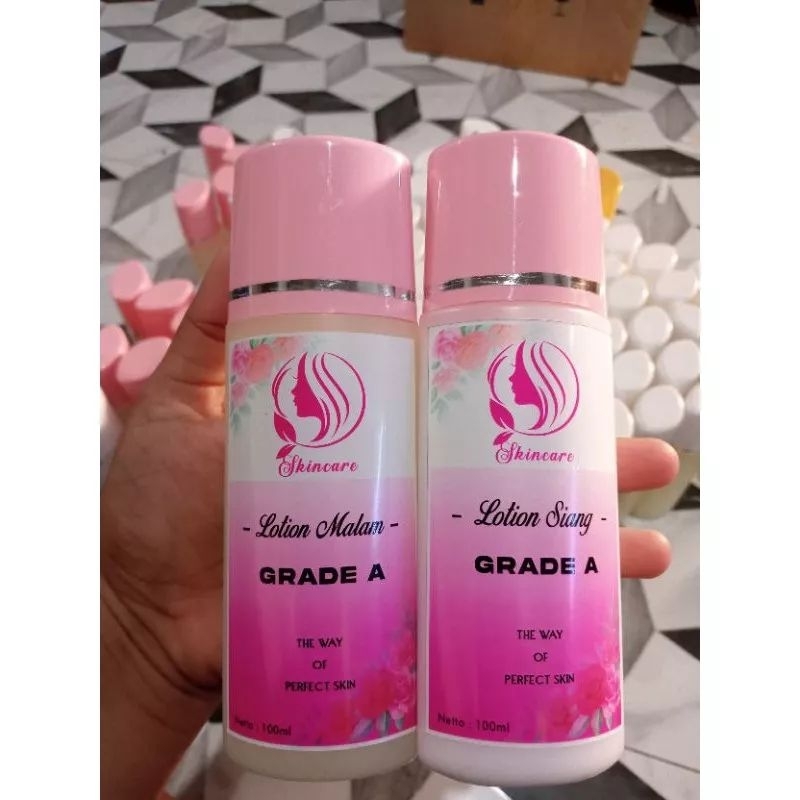 Skincare
- Lotion Malam -
GRADE A
THE WAY
OF
PERFECT SKIN
Netto : 100ml
Skincare
- Lotion Siang -
GRADE A
THE WAY
OF
PERFECT SKIN
Netto : 100ml